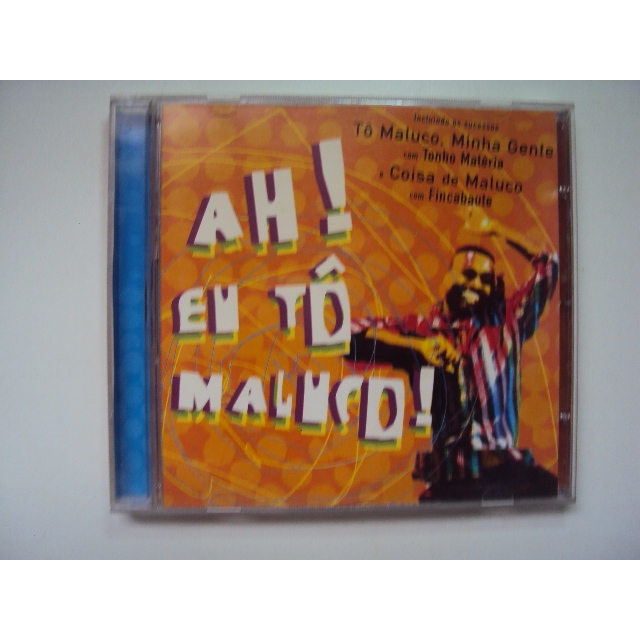 Incluindo os sucessos
Tô Maluco, Minha Gente
com Tonho Matéria
e Coisa de Maluco
com Fincabaute
AH!
EU TÔ
MALUCO!